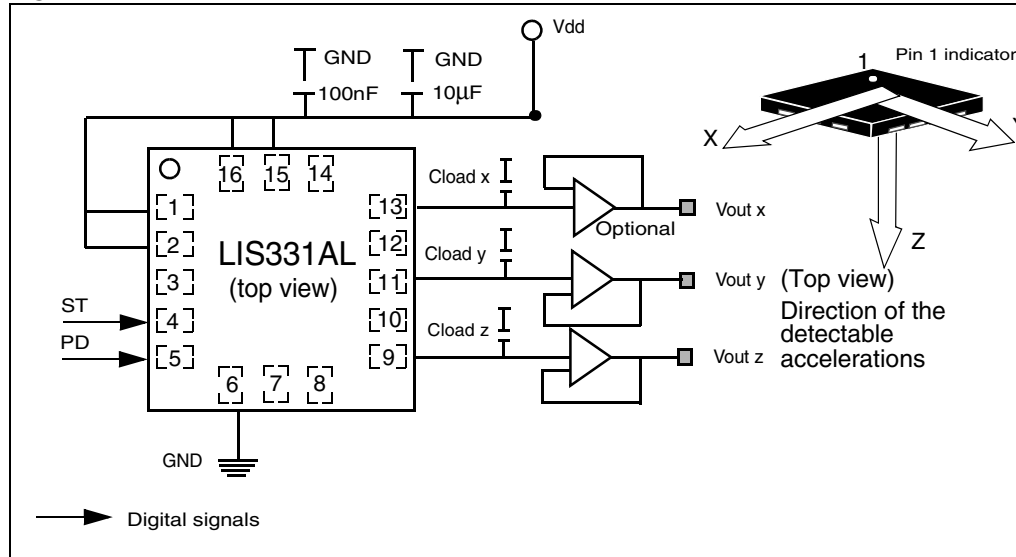 Vdd
GND
GND
100nF
10µF
1
Pin 1 indicator
X
Z
16
15
14
1
2
3
4
5
LIS331AL
(top view)
13
12
11
10
9
6
7
8
ST
PD
Cload x
Cload y
Cload z
Optional
Vout x
Vout y
Vout z
(Top view)
Direction of the
detectable
accelerations
GND
Digital signals